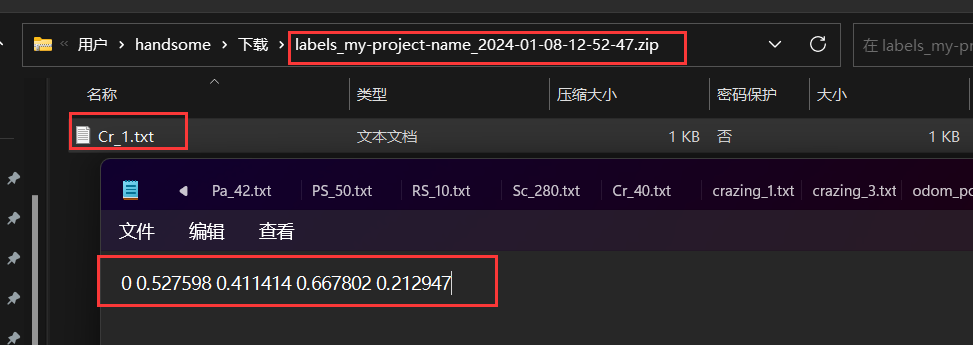 用户 handsome 下载 labels_my-project-name_2024-01-08-12-52-47.zip
在 labels_my-pr
名称 类型 压缩大小 密码保护 大小
Cr_1.txt 文本文档 1 KB 否 1 KB
Pa_42.txt PS_50.txt RS_10.txt Sc_280.txt Cr_40.txt crazing_1.txt crazing_3.txt odom_po
文件 编辑 查看
0 0.527598 0.411414 0.667802 0.212947